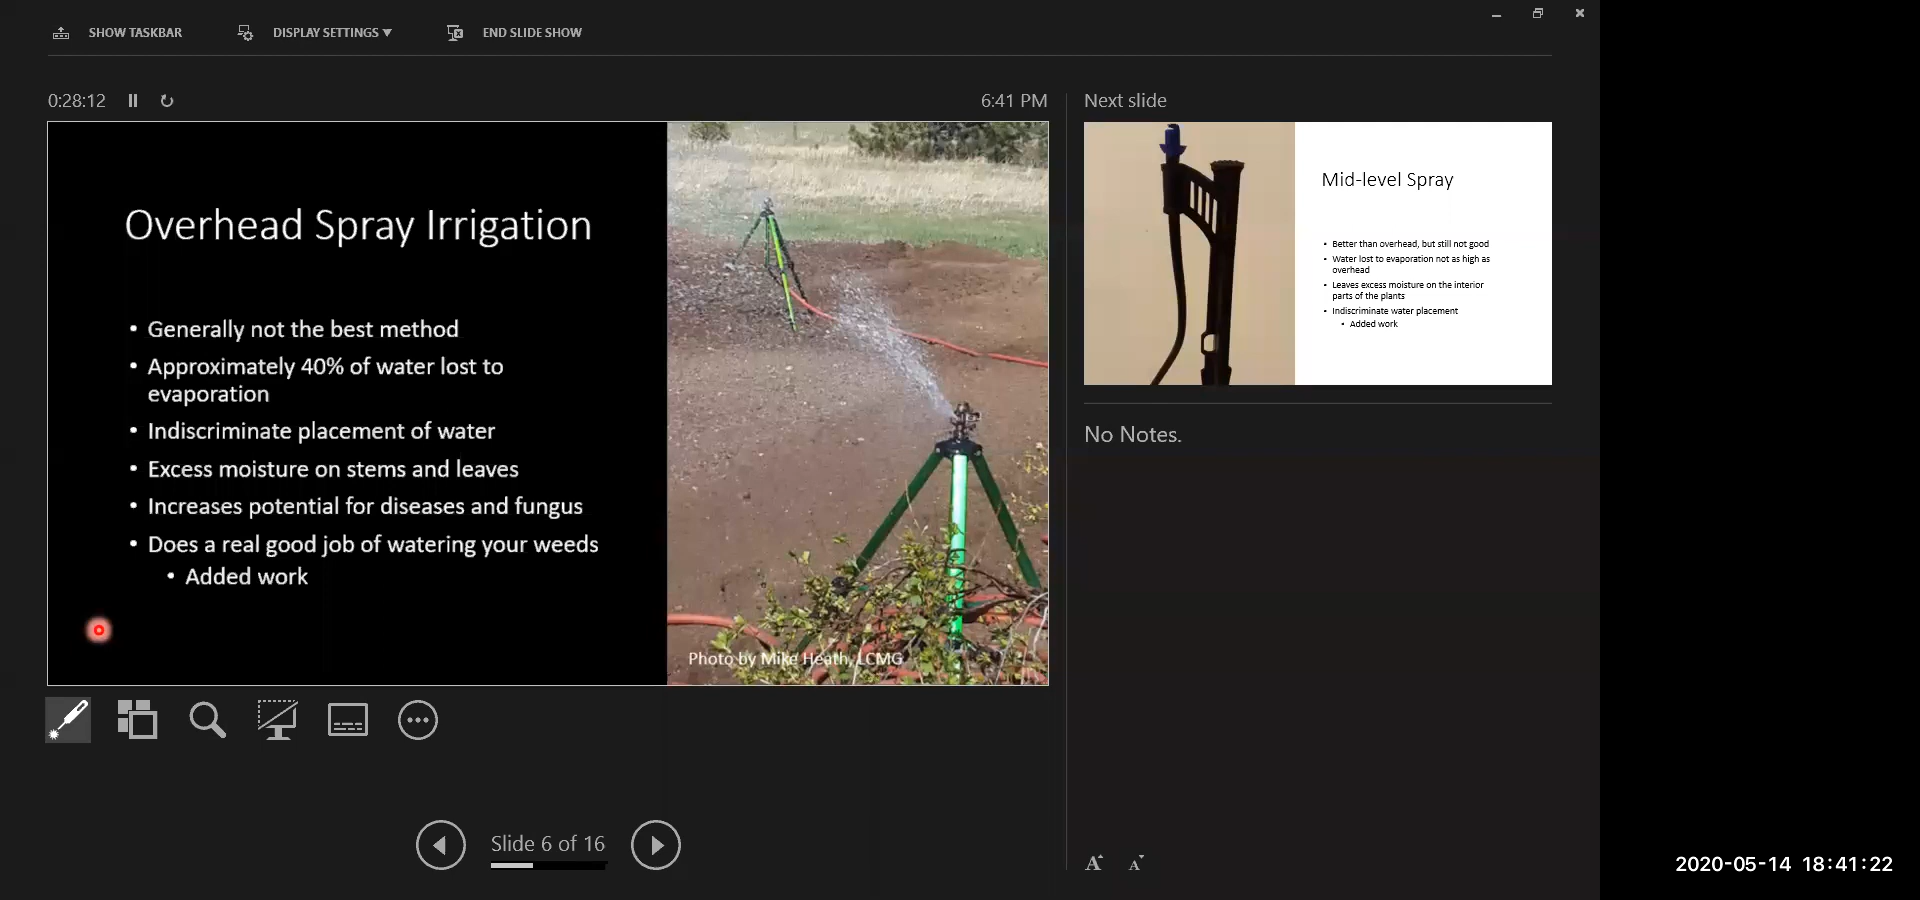 SHOW TASKBAR
DISPLAY SETTINGS ▼
END SLIDE SHOW
0:28:12
6:41 PM
Overhead Spray Irrigation
• Generally not the best method
• Approximately 40% of water lost to
evaporation
• Indiscriminate placement of water
• Excess moisture on stems and leaves
• Increases potential for diseases and fungus
• Does a real good job of watering your weeds
• Added work
Photo by Mike Heath, LCMG
Slide 6 of 16
Next slide
Mid-level Spray
• Better than overhead, but still not good
• Water lost to evaporation not as high as
overhead
• Leaves excess moisture on the interior
parts of the plants
• Indiscriminate water placement
• Added work
No Notes.
A A
2020-05-14 18:41:22